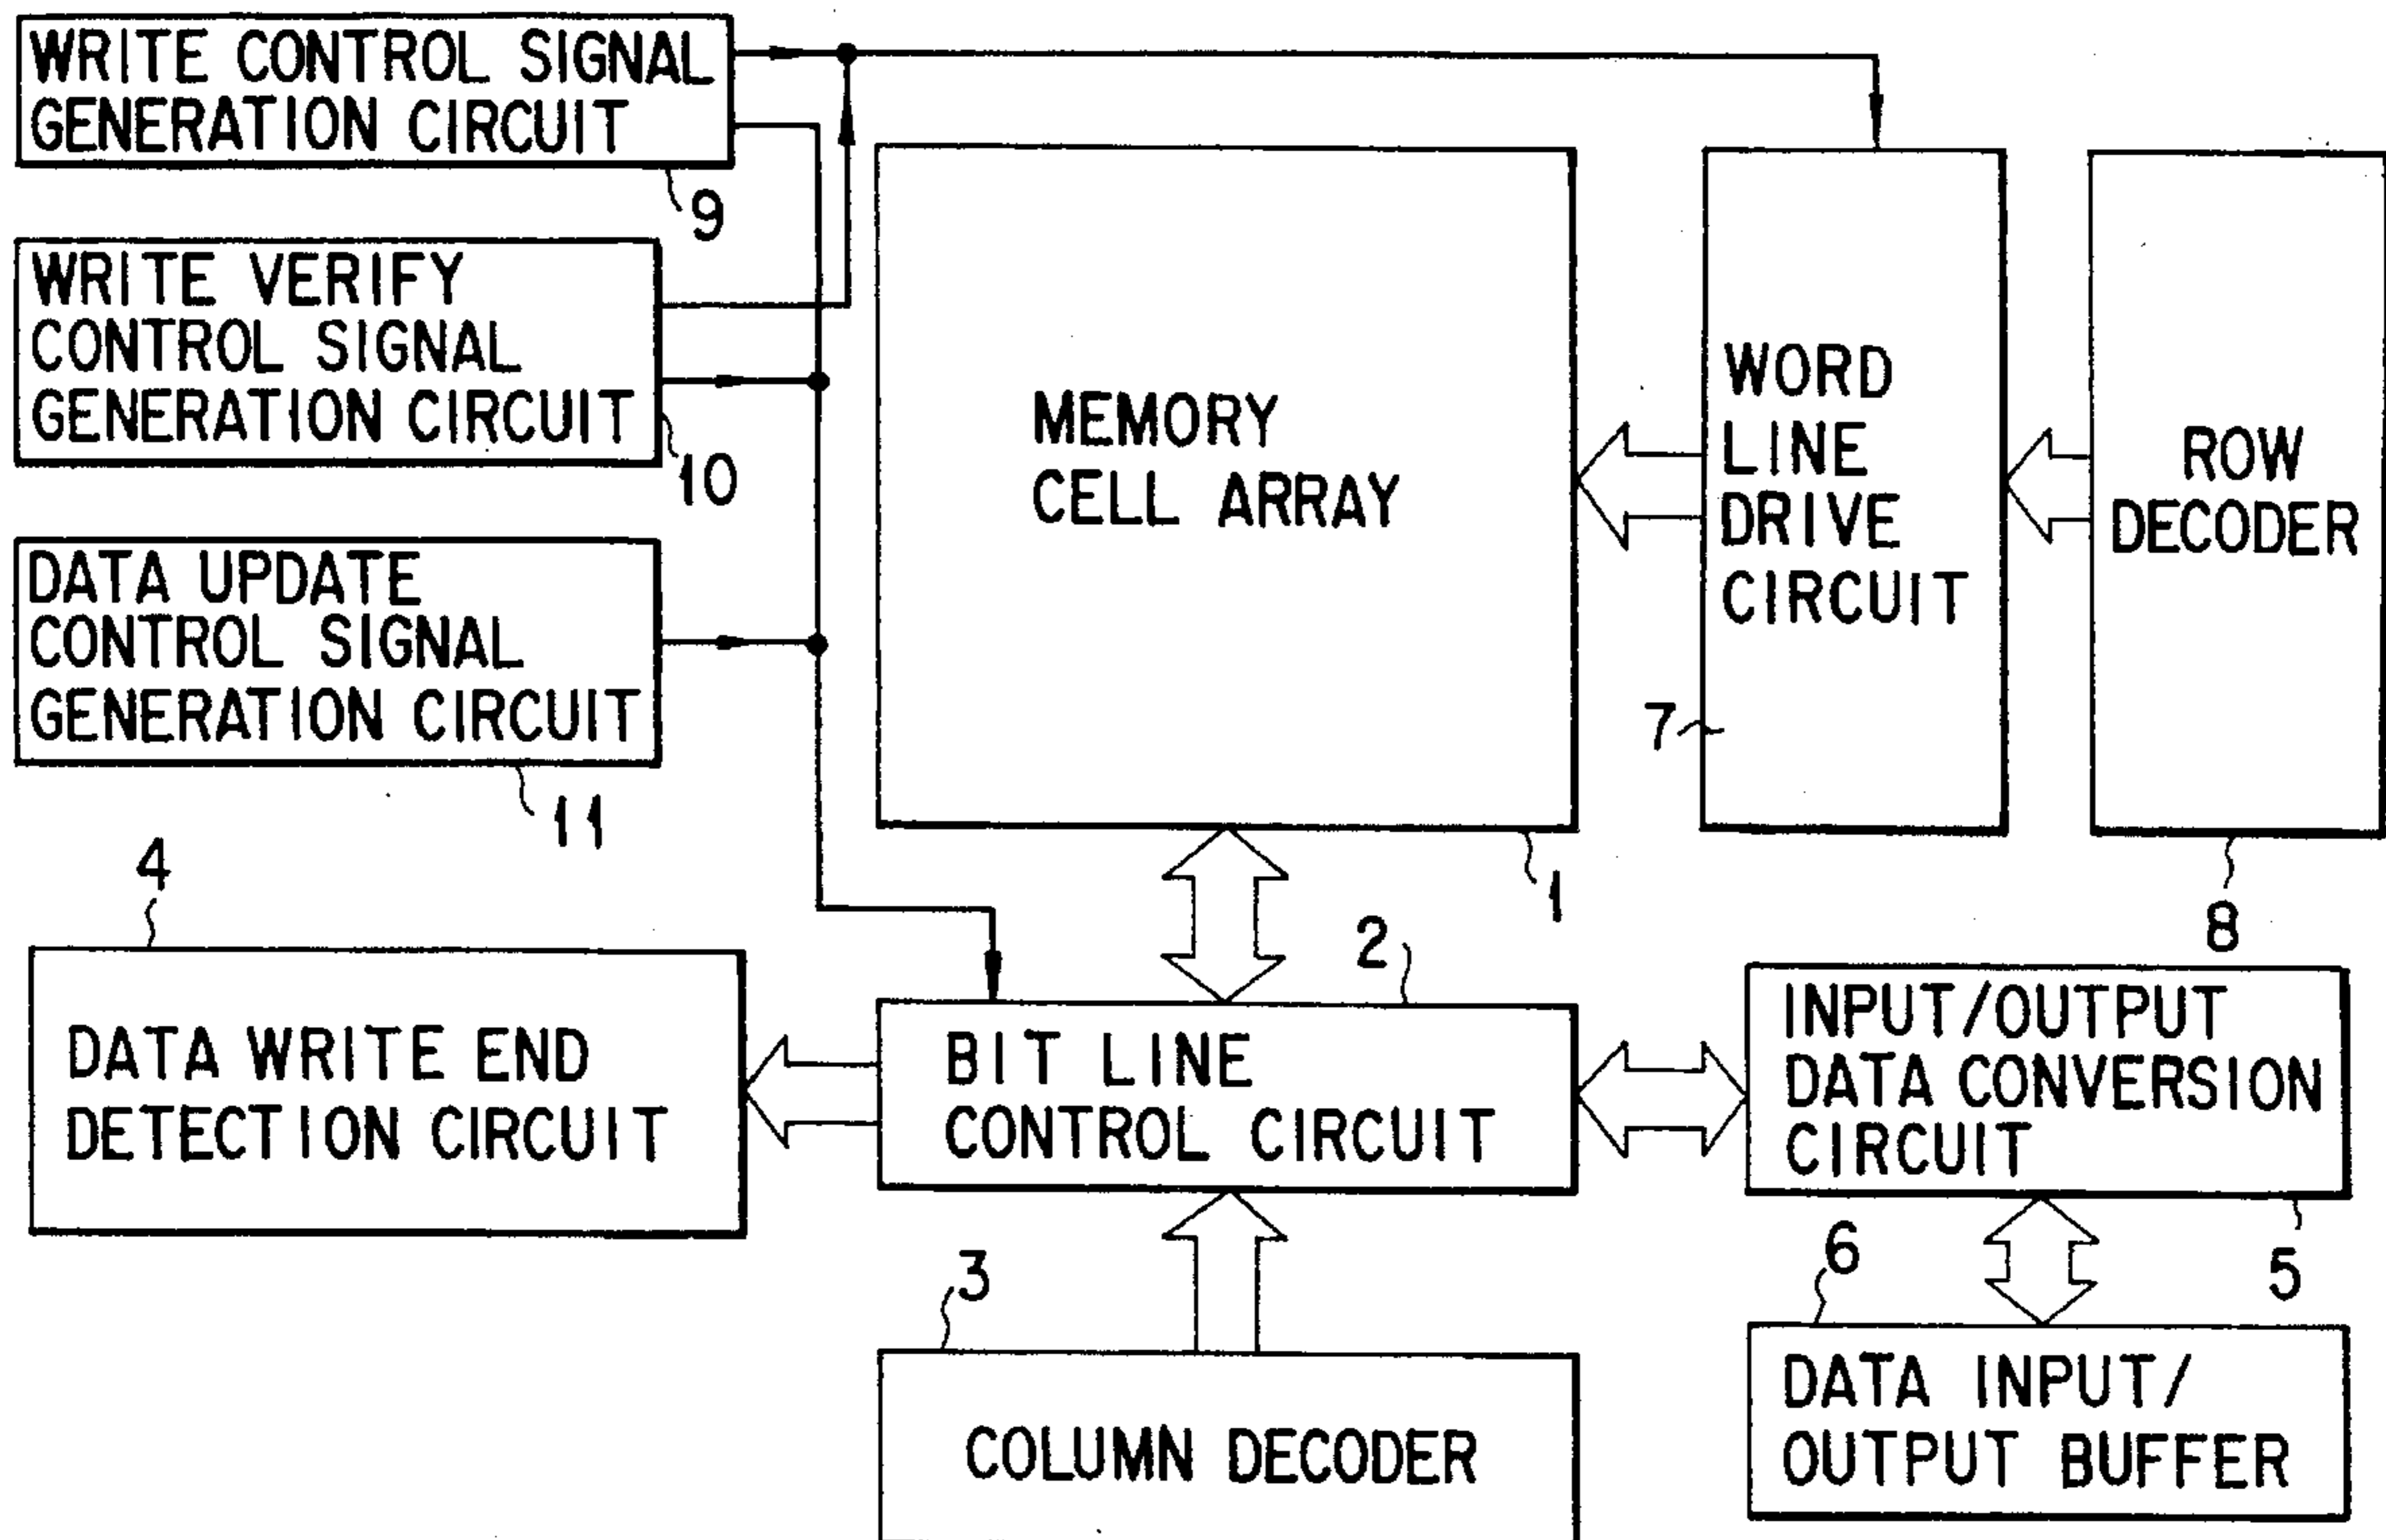 WRITE CONTROL SIGNAL
GENERATION CIRCUIT
9
WRITE VERIFY
CONTROL SIGNAL
GENERATION CIRCUIT
10
DATA UPDATE
CONTROL SIGNAL
GENERATION CIRCUIT
11
MEMORY
CELL ARRAY
1
WORD
LINE
DRIVE
CIRCUIT
7
ROW
DECODER
8
4
DATA WRITE END
DETECTION CIRCUIT
2
BIT LINE
CONTROL CIRCUIT
INPUT/OUTPUT
DATA CONVERSION
CIRCUIT
5
3
COLUMN DECODER
6
DATA INPUT/
OUTPUT BUFFER